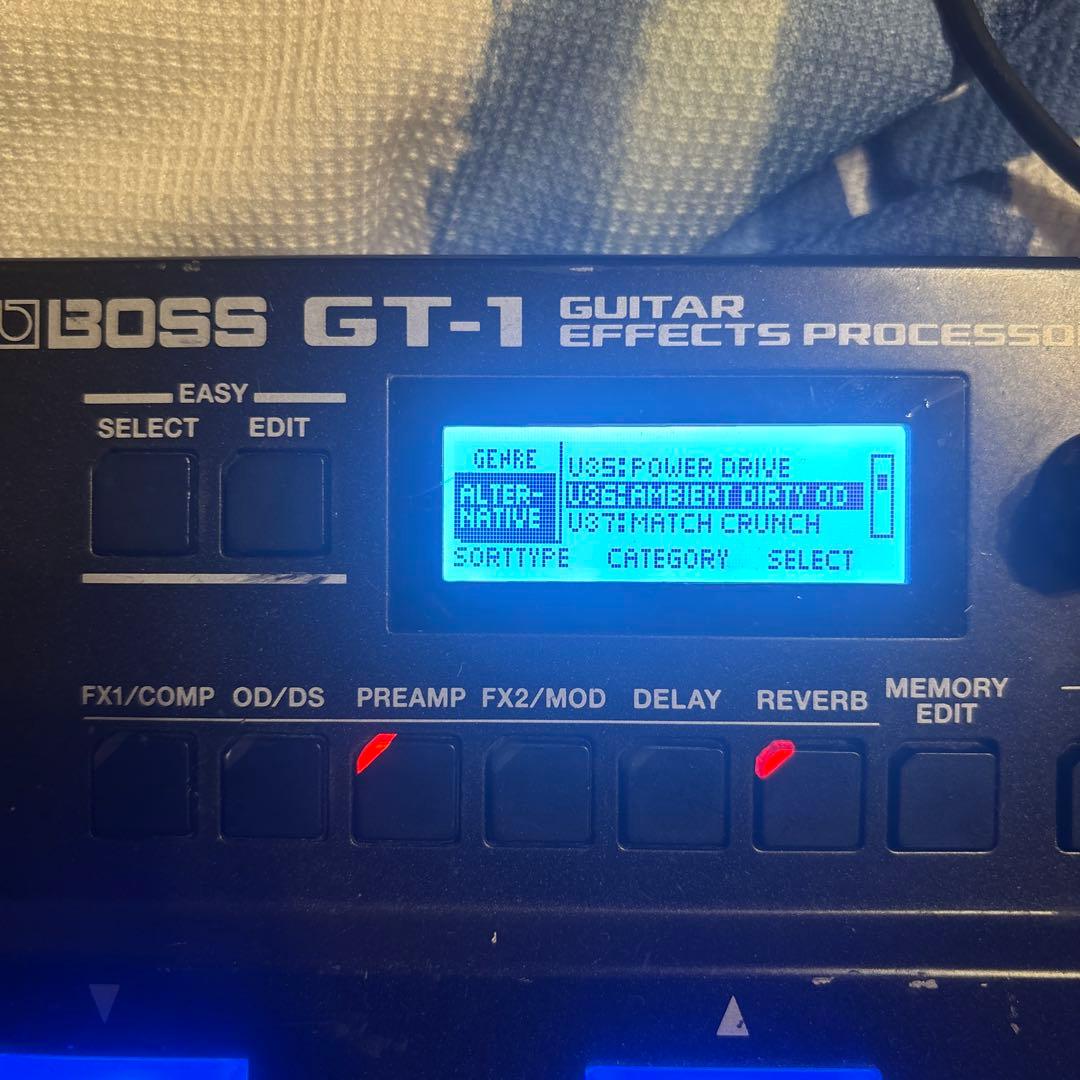 BOSS GT-1 GUITAR
EFFECTS PROCESSO
EASY
SELECT EDIT
GENRE
ALTER-
NATIVE
U35:POWER DRIVE
U36:AMBIENT DIRTY OD
U37:MATCH CRUNCH
SORTTYPE CATEGORY SELECT
FX1/COMP OD/DS PREAMP FX2/MOD DELAY REVERB
MEMORY
EDIT